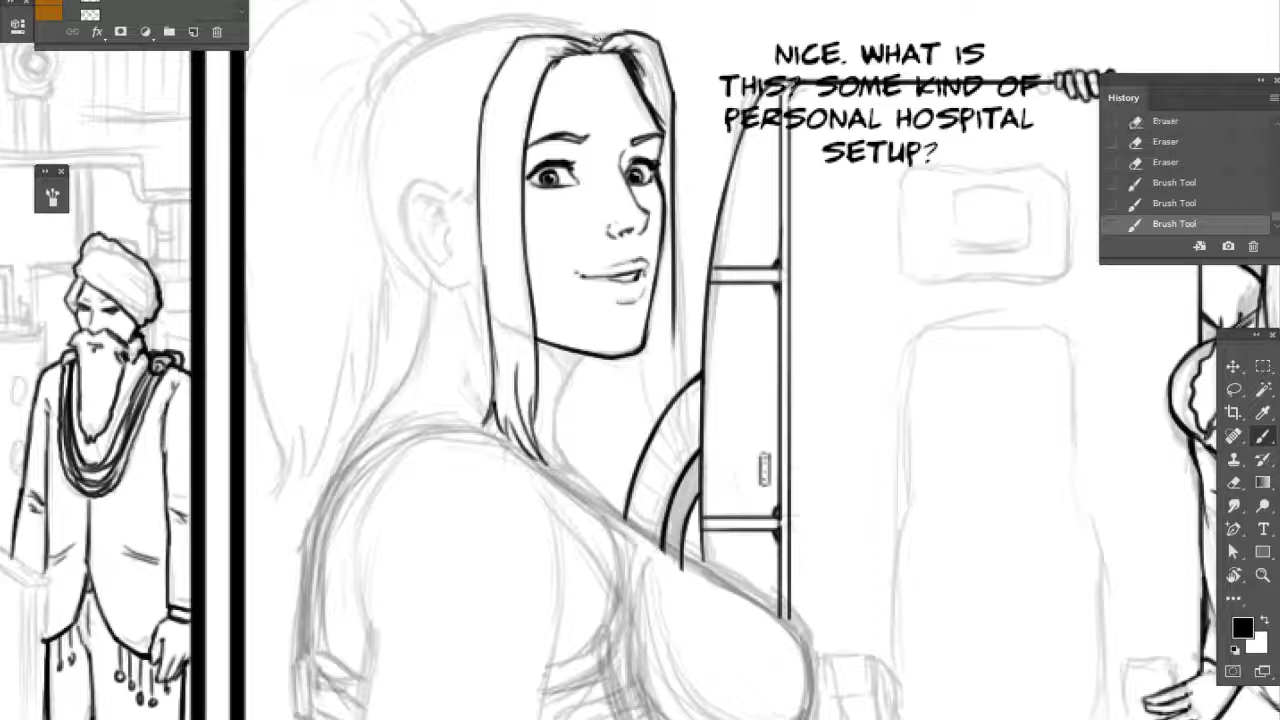 NICE. WHAT IS
THIS? SOME KIND OF
PERSONAL HOSPITAL
SETUP?
History
Eraser
Eraser
Eraser
Brush Tool
Brush Tool
Brush Tool
fx
T